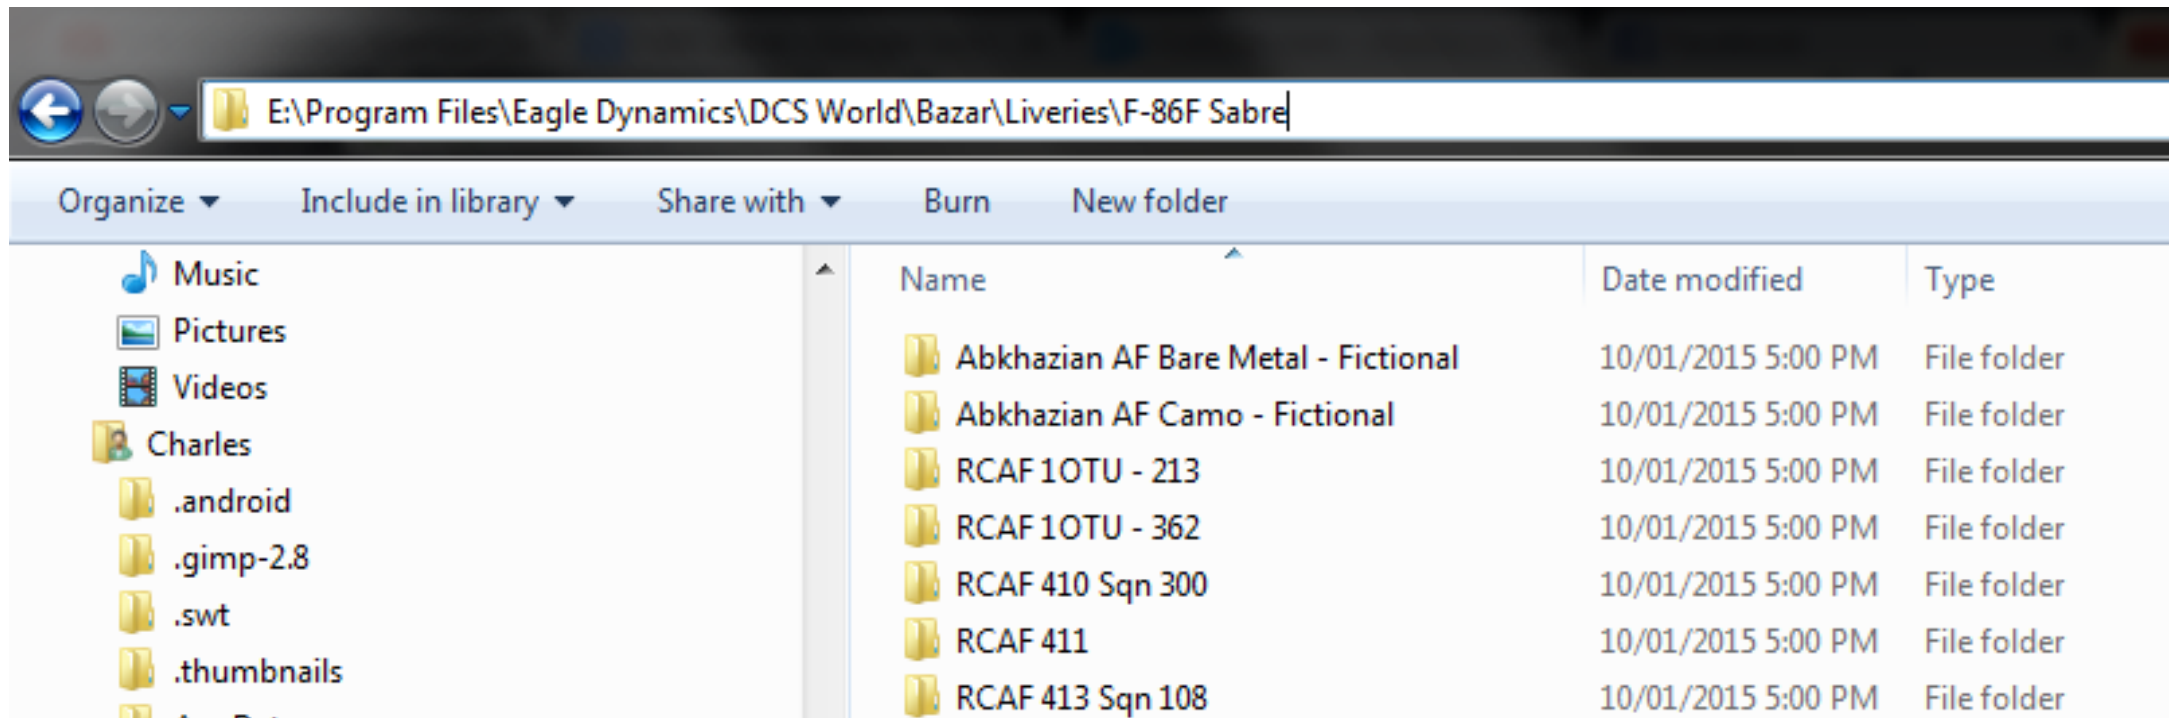 E:\Program Files\Eagle Dynamics\DCS World\Bazar\Liveries\F-86F Sabre
Organize Include in library Share with Burn New folder
Music
Pictures
Videos
Charles
.android
.gimp-2.8
.swt
.thumbnails
Name Date modified Type
Abkhazian AF Bare Metal - Fictional 10/01/2015 5:00 PM File folder
Abkhazian AF Camo - Fictional 10/01/2015 5:00 PM File folder
RCAF 1OTU - 213 10/01/2015 5:00 PM File folder
RCAF 1OTU - 362 10/01/2015 5:00 PM File folder
RCAF 410 Sqn 300 10/01/2015 5:00 PM File folder
RCAF 411 10/01/2015 5:00 PM File folder
RCAF 413 Sqn 108 10/01/2015 5:00 PM File folder